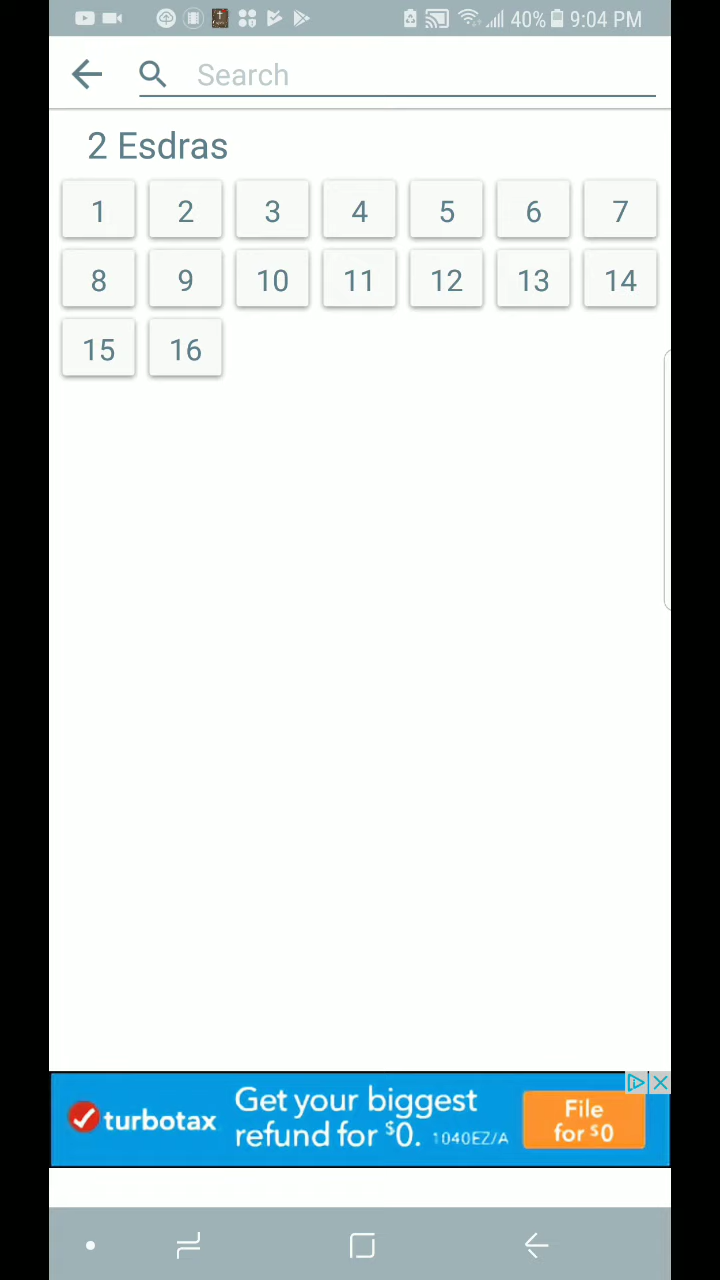 40% 9:04 PM
Search
2 Esdras
1 2 3 4 5 6 7
8 9 10 11 12 13 14
15 16
turbotax
Get your biggest
refund for $0. 1040EZ/A
File
for $0